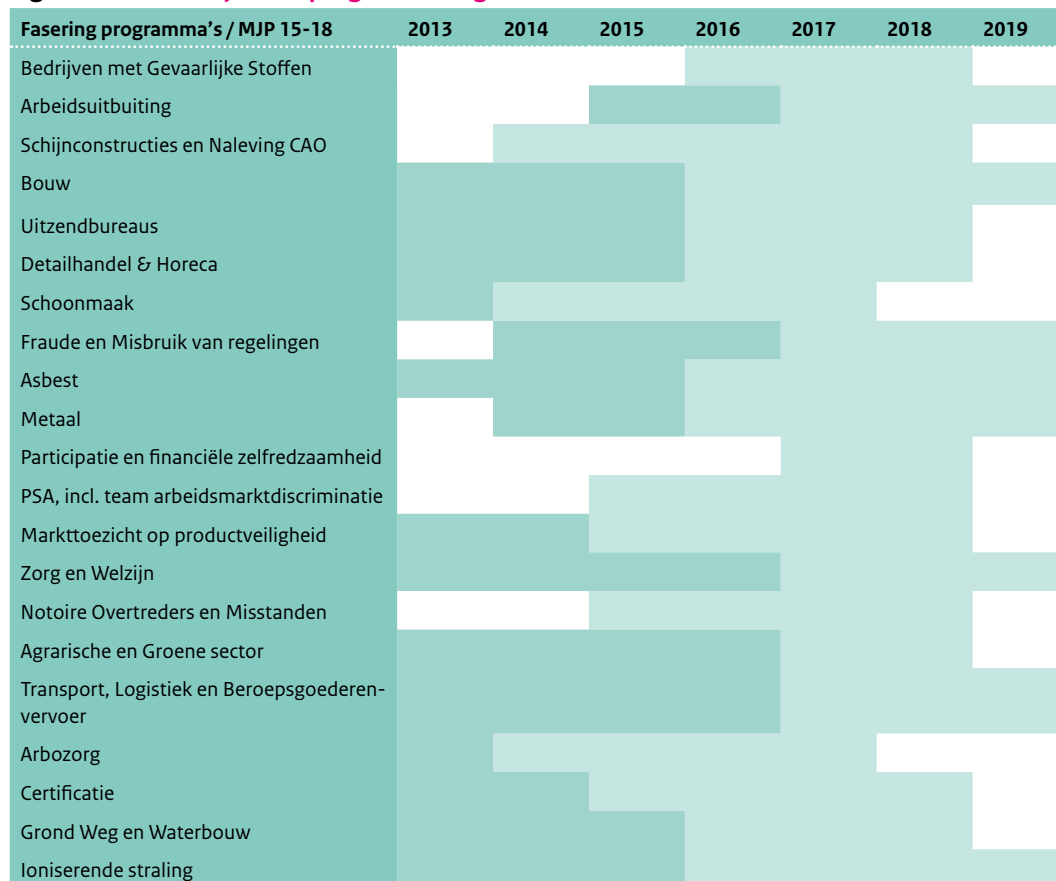 Fasering programma's / MJP 15-18 2013 2014 2015 2016 2017 2018 2019
Bedrijven met Gevaarlijke Stoffen
Arbeidsuitbuiting
Schijnconstructies en Naleving CAO
Bouw
Uitzendbureaus
Detailhandel & Horeca
Schoonmaak
Fraude en Misbruik van regelingen
Asbest
Metaal
Participatie en financiële zelfredzaamheid
PSA, incl. team arbeidsmarktdiscriminatie
Markttoezicht op productveiligheid
Zorg en Welzijn
Notoire Overtreders en Misstanden
Agrarische en Groene sector
Transport, Logistiek en Beroepsgoederen-
vervoer
Arbozorg
Certificatie
Grond Weg en Waterbouw
Ioniserende straling